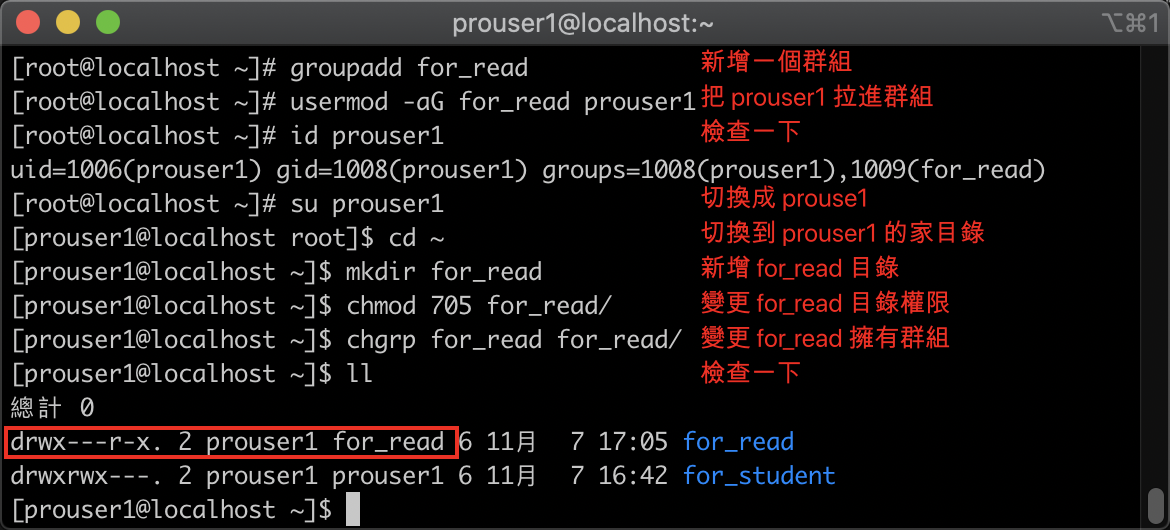 prouser1@localhost:~ ⌥⌘1
[root@localhost ~]# groupadd for_read 新增一個群組
[root@localhost ~]# usermod -aG for_read prouser1 把 prouser1 拉進群組
[root@localhost ~]# id prouser1 檢查一下
uid=1006(prouser1) gid=1008(prouser1) groups=1008(prouser1),1009(for_read)
[root@localhost ~]# su prouser1 切換成 prouse1
[prouser1@localhost root]$ cd ~ 切換到 prouser1 的家目錄
[prouser1@localhost ~]$ mkdir for_read 新增 for_read 目錄
[prouser1@localhost ~]$ chmod 705 for_read/ 變更 for_read 目錄權限
[prouser1@localhost ~]$ chgrp for_read for_read/ 變更 for_read 擁有群組
[prouser1@localhost ~]$ ll 檢查一下
總計 0
drwx---r-x. 2 prouser1 for_read 6 11月  7 17:05 for_read
drwxrwx---. 2 prouser1 prouser1 6 11月  7 16:42 for_student
[prouser1@localhost ~]$